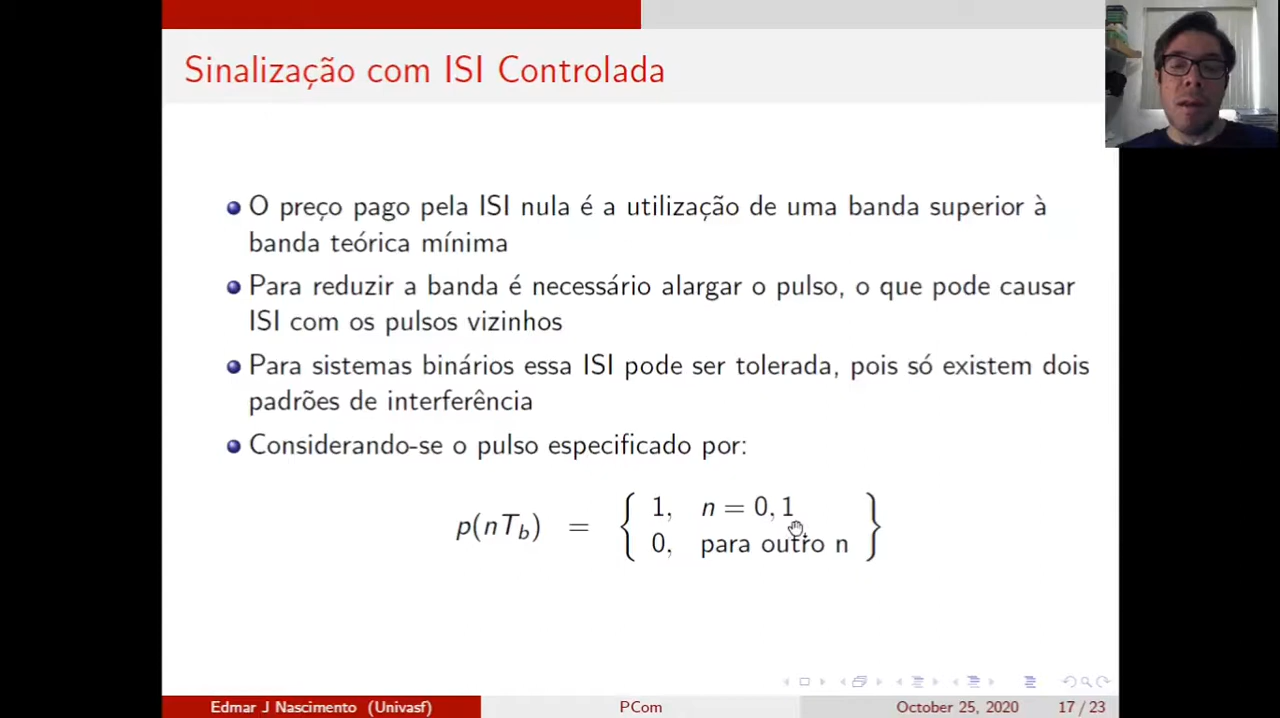 Sinalização com ISI Controlada
O preço pago pela ISI nula é a utilização de uma banda superior à
banda teórica mínima
Para reduzir a banda é necessário alargar o pulso, o que pode causar
ISI com os pulsos vizinhos
Para sistemas binários essa ISI pode ser tolerada, pois só existem dois
padrões de interferência
Considerando-se o pulso especificado por:
p(nT_b) = { 1, n = 0, 1
0, para outro n }
Edmar J Nascimento (Univasf) PCom October 25, 2020 17 / 23